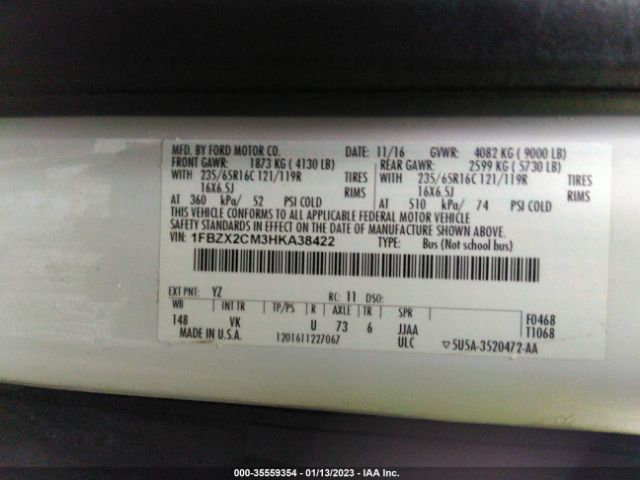 MFD. BY FORD MOTOR CO. DATE: 11/16 GVWR: 4082 KG ( 9000 LB)
FRONT GAWR: 1873 KG ( 4130 LB) REAR GAWR: 2599 KG ( 5730 LB)
WITH 235/65R16C 121/119R TIRES WITH 235/65R16C 121/119R TIRES
16X6.5J RIMS 16X6.5J RIMS
AT 360 kPa/ 52 PSI COLD AT 510 kPa/ 74 PSI COLD
THIS VEHICLE CONFORMS TO ALL APPLICABLE FEDERAL MOTOR VEHICLE
SAFETY STANDARDS IN EFFECT ON THE DATE OF MANUFACTURE SHOWN ABOVE.
VIN: 1FBZX2CM3HKA38422 TYPE: Bus (Not school bus)
EXT PNT: YZ RC: 11 DSO:
WB INT TR TP/PS R AXLE TR SPR F0468
148 VK U 73 6 JJAA T1068
MADE IN U.S.A. 1201611227067 ULC ▽5U5A-3520472-AA
000-35559354 - 01/13/2023 - IAA Inc.